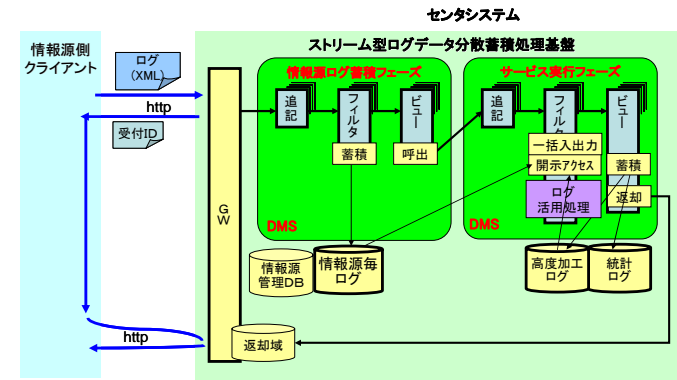 センタシステム
情報源側
クライアント
ストリーム型ログデータ分散蓄積処理基盤
ログ
(XML)
http
受付ID
GW
情報源ログ蓄積フェーズ
追記
フィルタ
ビュー
蓄積
呼出
DMS
サービス実行フェーズ
追記
フィルタ
ビュー
一括入出力
開示アクセス
蓄積
ログ
活用処理
返却
DMS
情報源
管理DB
情報源毎
ログ
高度加工
ログ
統計
ログ
http
返却域